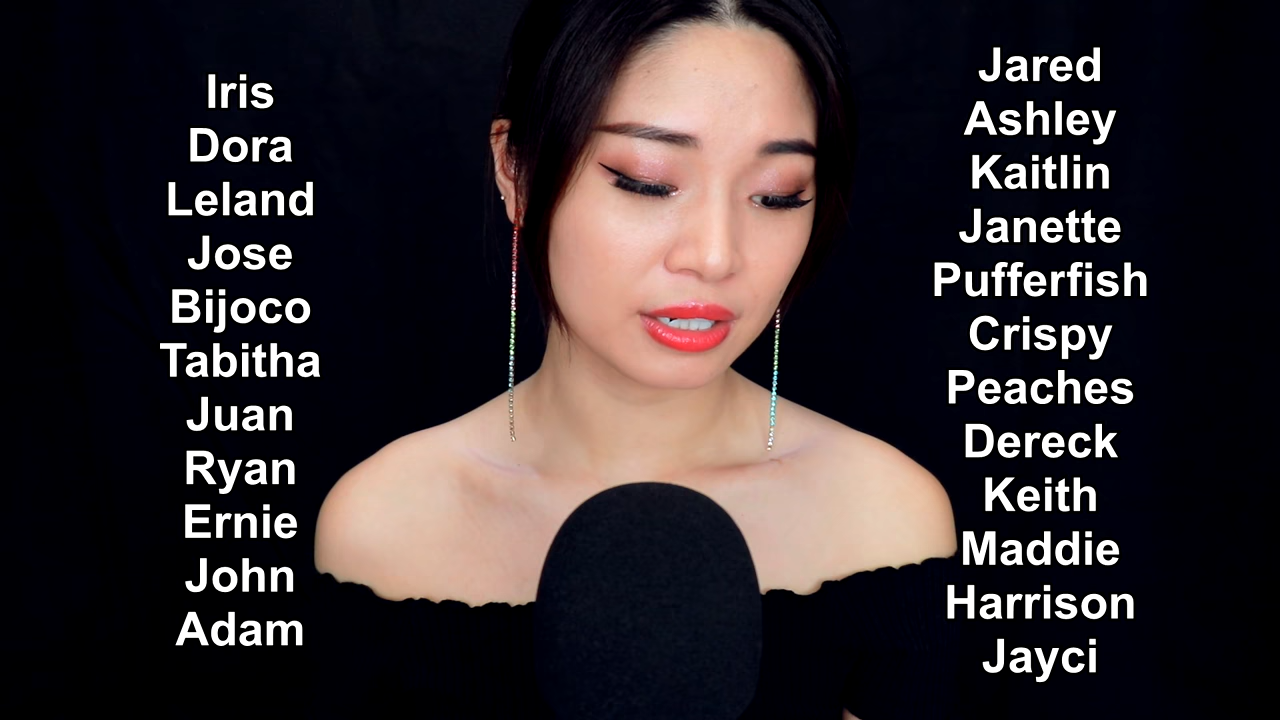 Iris
Dora
Leland
Jose
Bijoco
Tabitha
Juan
Ryan
Ernie
John
Adam
Jared
Ashley
Kaitlin
Janette
Pufferfish
Crispy
Peaches
Dereck
Keith
Maddie
Harrison
Jayci